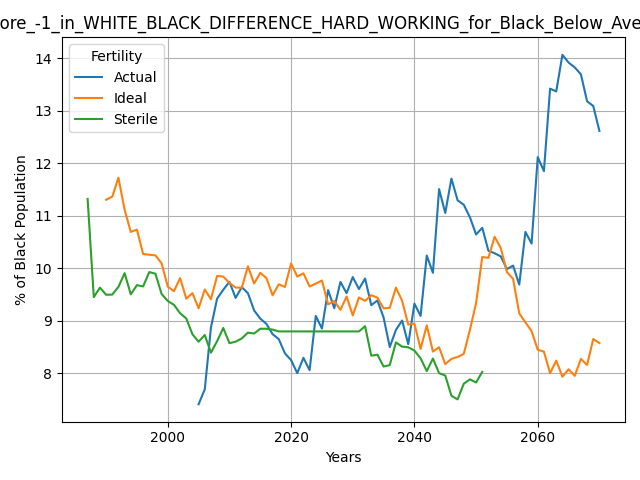 ore_-1_in_WHITE_BLACK_DIFFERENCE_HARD_WORKING_for_Black_Below_Ave
Fertility
Actual
Ideal
Sterile
14
13
12
11
10
9
8
% of Black Population
2000
2020
2040
2060
Years